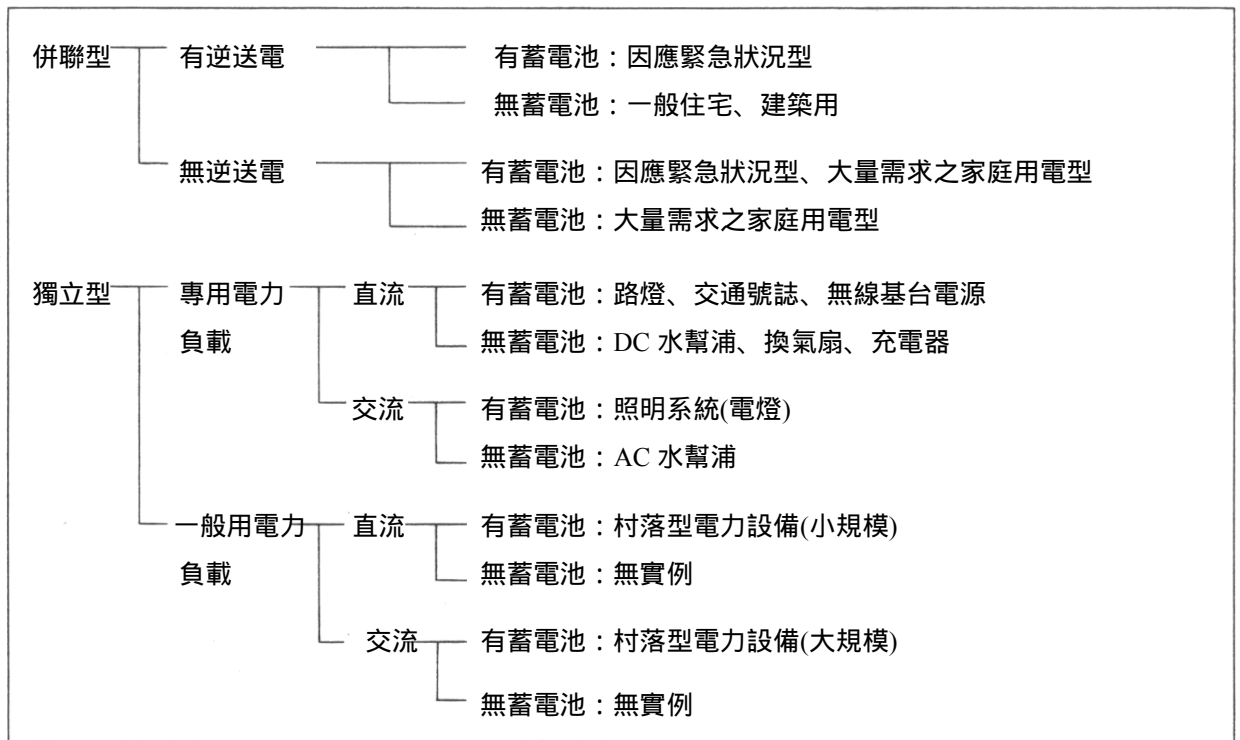 併聯型 有逆送電 有蓄電池：因應緊急狀況型
無蓄電池：一般住宅、建築用
無逆送電 有蓄電池：因應緊急狀況型、大量需求之家庭用電型
無蓄電池：大量需求之家庭用電型
獨立型 專用電力 直流 有蓄電池：路燈、交通號誌、無線基台電源
負載 無蓄電池：DC 水幫浦、換氣扇、充電器
交流 有蓄電池：照明系統(電燈)
無蓄電池：AC 水幫浦
一般用電力 直流 有蓄電池：村落型電力設備(小規模)
負載 無蓄電池：無實例
交流 有蓄電池：村落型電力設備(大規模)
無蓄電池：無實例